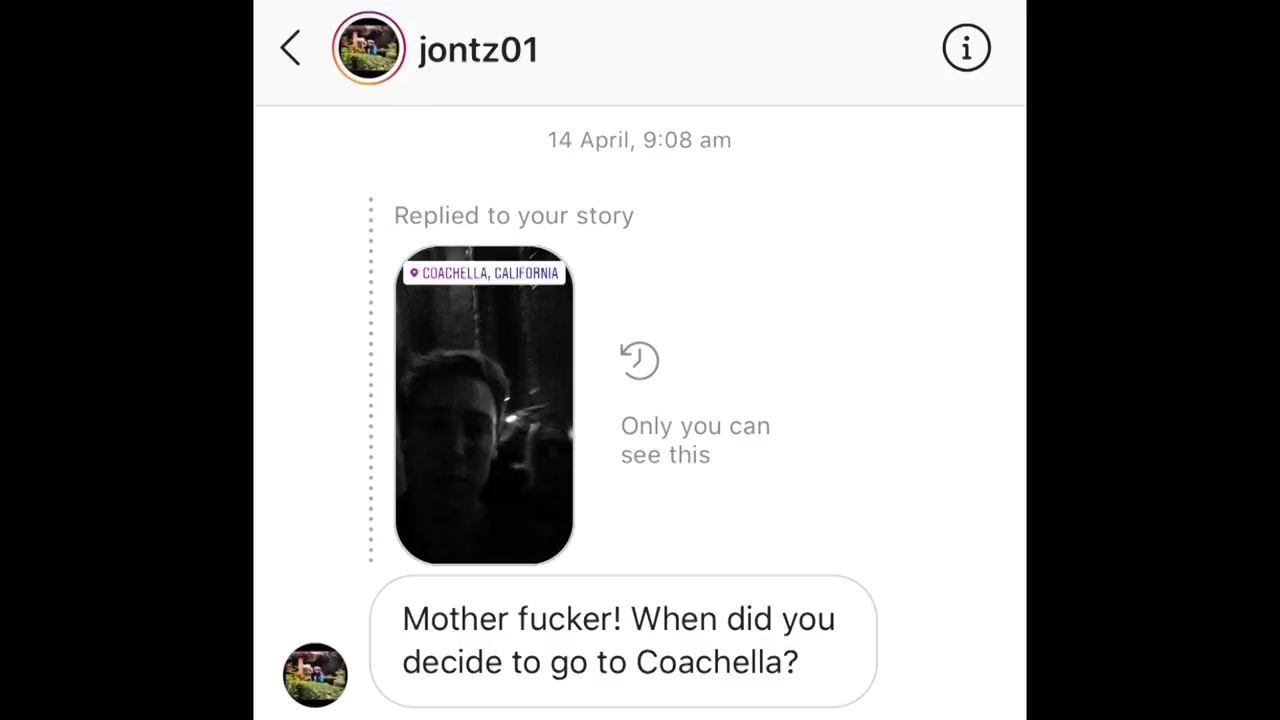 jontz01
14 April, 9:08 am
Replied to your story
COACHELLA, CALIFORNIA
Only you can
see this
Mother fucker! When did you
decide to go to Coachella?